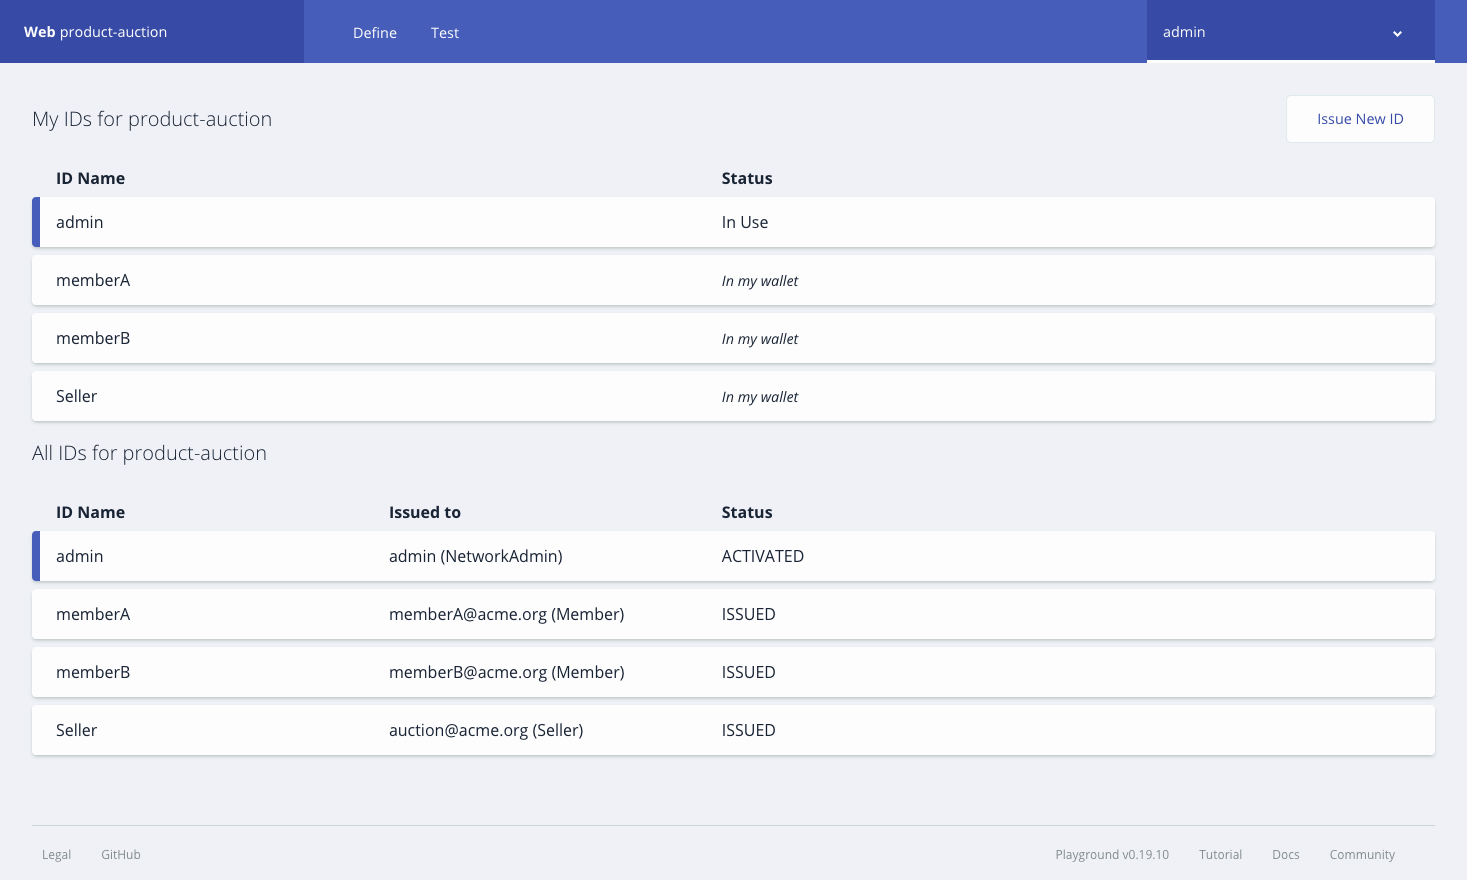 Web product-auction
Define
Test
admin
My IDs for product-auction
Issue New ID
ID Name Status
admin In Use
memberA In my wallet
memberB In my wallet
Seller In my wallet
All IDs for product-auction
ID Name Issued to Status
admin admin (NetworkAdmin) ACTIVATED
memberA memberA@acme.org (Member) ISSUED
memberB memberB@acme.org (Member) ISSUED
Seller auction@acme.org (Seller) ISSUED
Legal GitHub Playground v0.19.10 Tutorial Docs Community